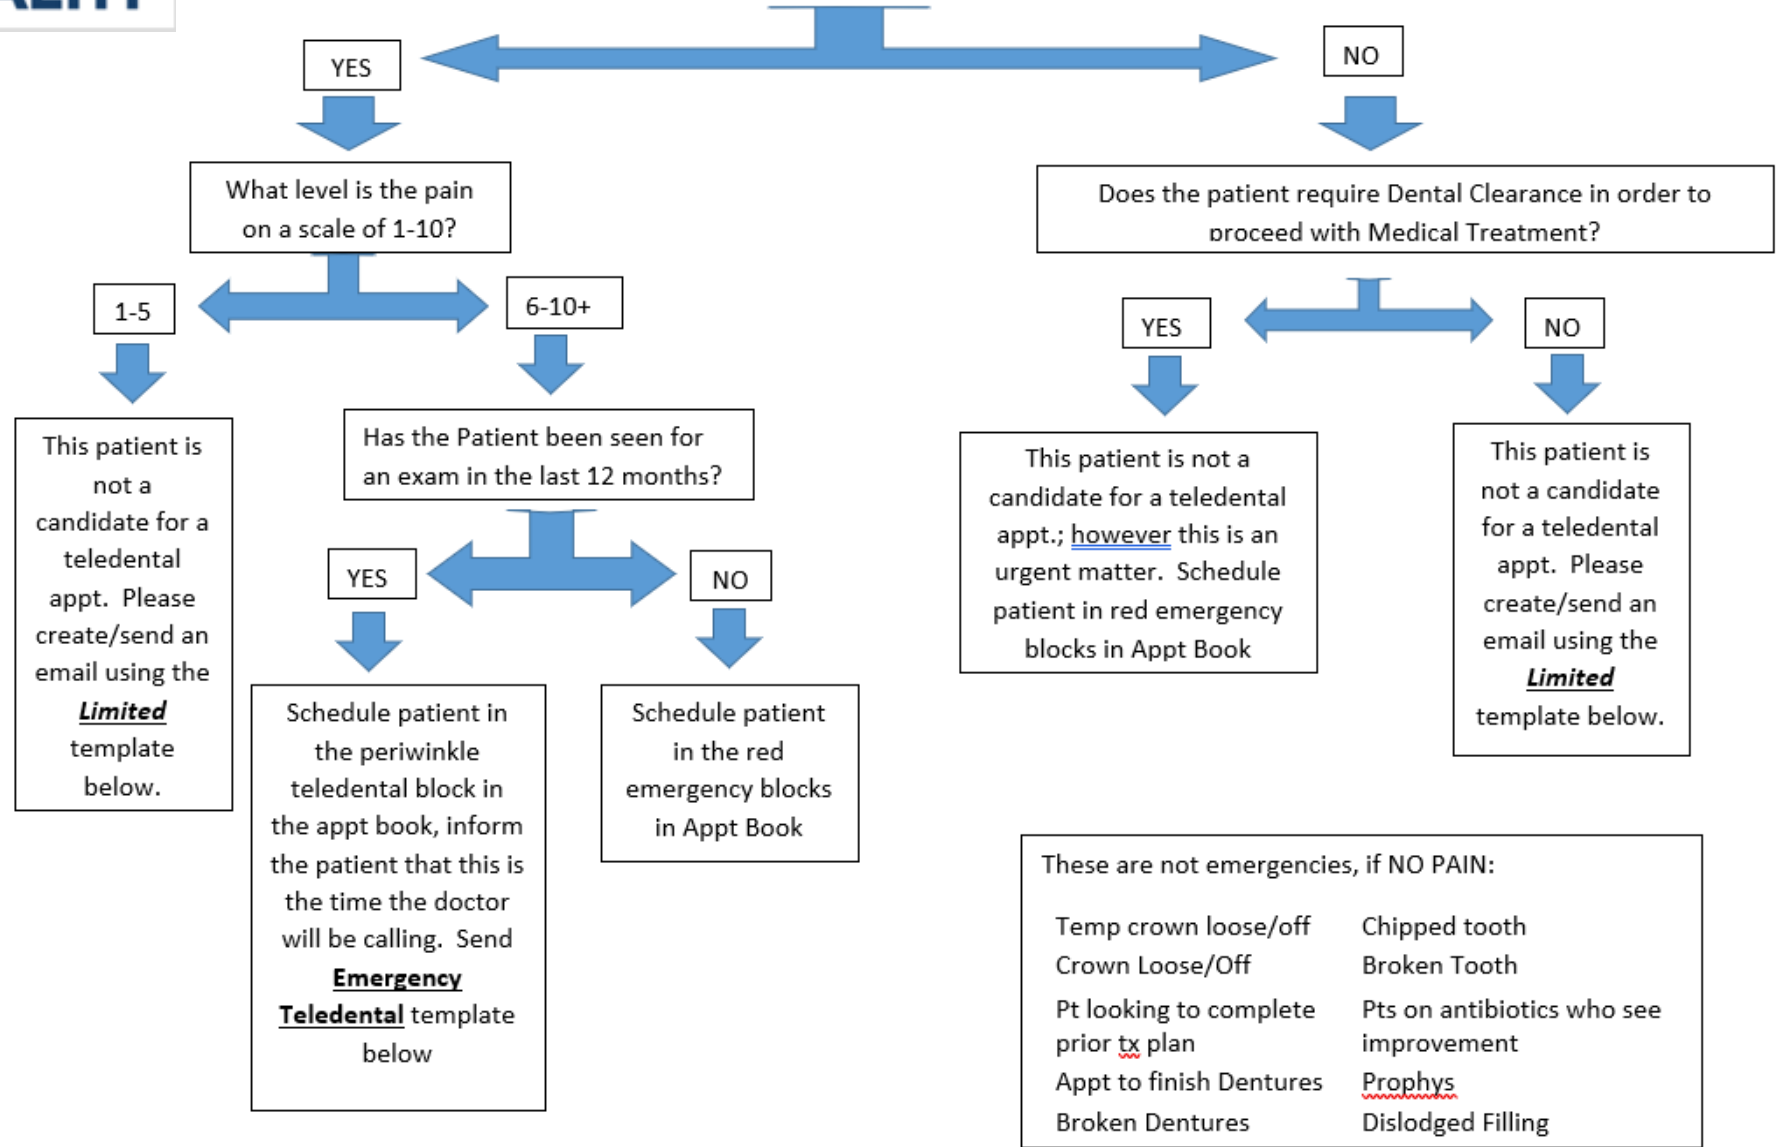 YES
NO
What level is the pain
on a scale of 1-10?
Does the patient require Dental Clearance in order to
proceed with Medical Treatment?
1-5
6-10+
YES
NO
This patient is
not a
candidate for a
teledental
appt.  Please
create/send an
email using the
Limited
template
below.
Has the Patient been seen for
an exam in the last 12 months?
This patient is not a
candidate for a teledental
appt.; however this is an
urgent matter.  Schedule
patient in red emergency
blocks in Appt Book
This patient is
not a candidate
for a teledental
appt.  Please
create/send an
email using the
Limited
template below.
YES
NO
Schedule patient in
the periwinkle
teledental block in
the appt book, inform
the patient that this is
the time the doctor
will be calling.  Send
Emergency
Teledental template
below
Schedule patient
in the red
emergency blocks
in Appt Book
These are not emergencies, if NO PAIN:
Temp crown loose/off
Chipped tooth
Crown Loose/Off
Broken Tooth
Pt looking to complete
prior tx plan
Pts on antibiotics who see
improvement
Appt to finish Dentures
Prophys
Broken Dentures
Dislodged Filling